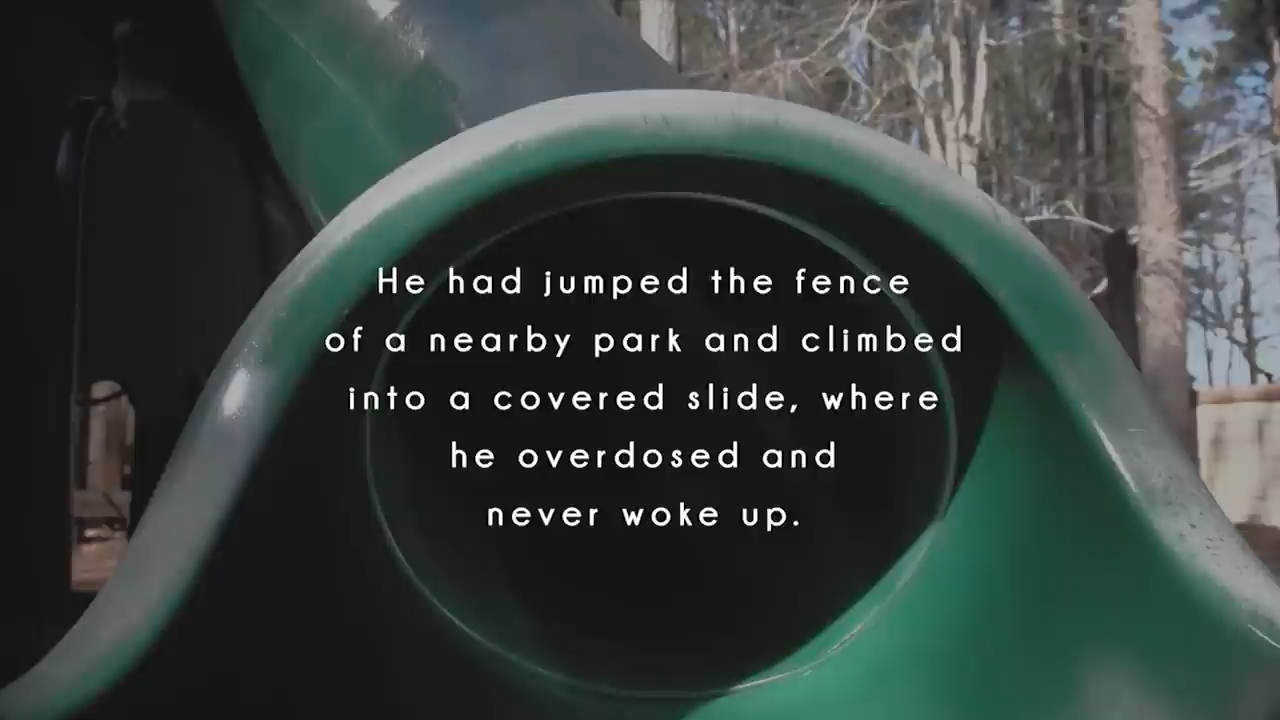 He had jumped the fence
of a nearby park and climbed
into a covered slide, where
he overdosed and
never woke up.